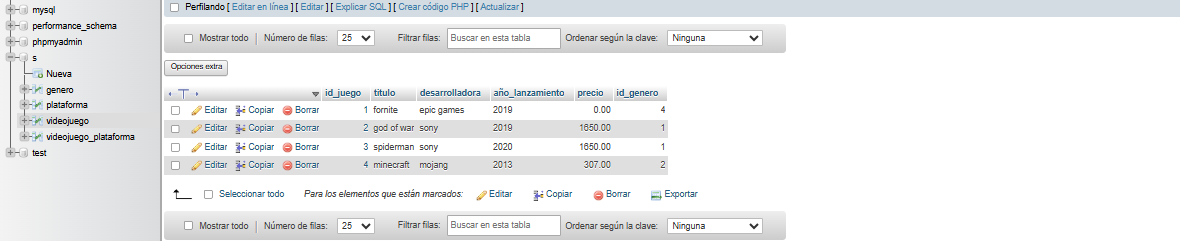 mysql
performance_schema
phpmyadmin
s
Nueva
genero
plataforma
videojuego
videojuego_plataforma
test
Perfilando [ Editar en línea ] [ Editar ] [ Explicar SQL ] [ Crear código PHP ] [ Actualizar ]
Mostrar todo | Número de filas: 25 Filtrar filas: Buscar en esta tabla Ordenar según la clave: Ninguna
Opciones extra
id_juego titulo desarrolladora año_lanzamiento precio id_genero
Editar Copiar Borrar 1 fornite epic games 2019 0.00 4
Editar Copiar Borrar 2 god of war sony 2019 1650.00 1
Editar Copiar Borrar 3 spiderman sony 2020 1650.00 1
Editar Copiar Borrar 4 minecraft mojang 2013 307.00 2
Seleccionar todo Para los elementos que están marcados: Editar Copiar Borrar Exportar
Mostrar todo | Número de filas: 25 Filtrar filas: Buscar en esta tabla Ordenar según la clave: Ninguna